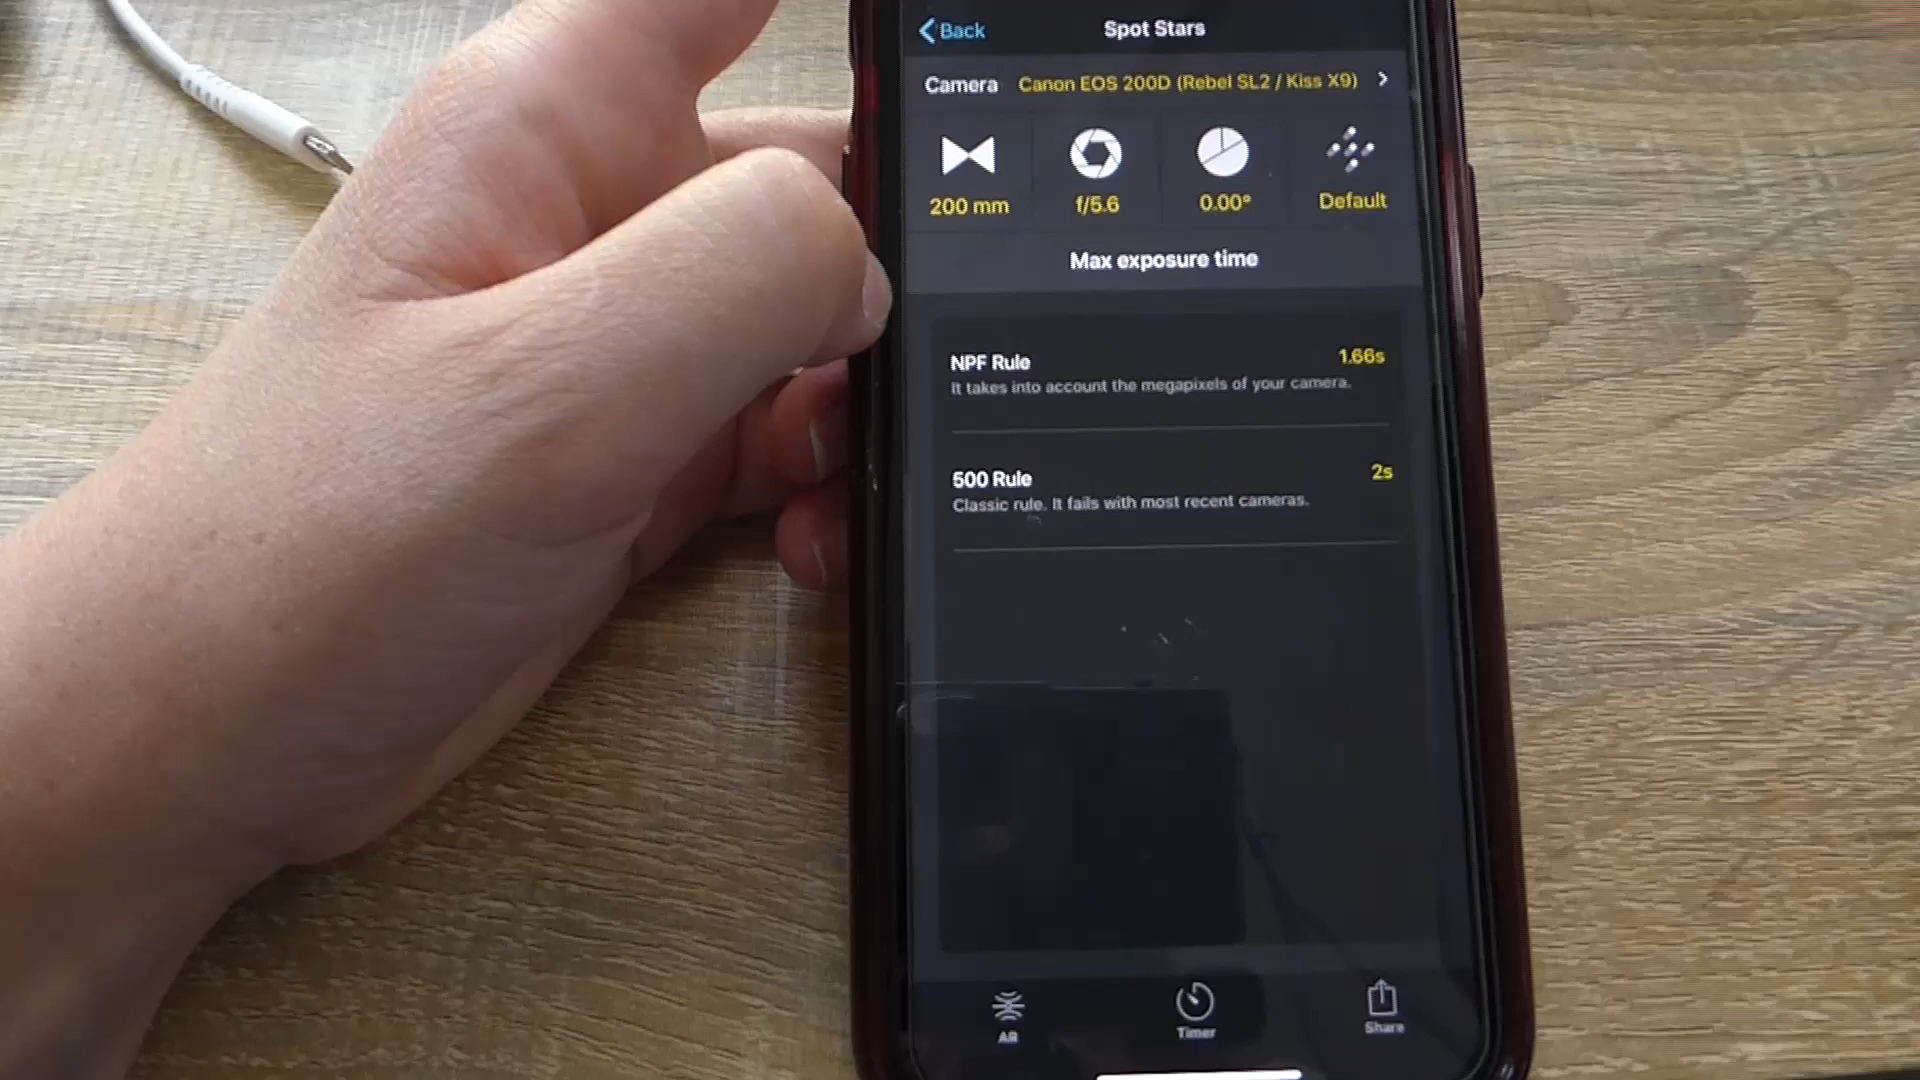 Back
Spot Stars
Camera Canon EOS 200D (Rebel SL2 / Kiss X9)
200 mm f/5.6 0.00° Default
Max exposure time
NPF Rule 1.66s
It takes into account the megapixels of your camera.
500 Rule 2s
Classic rule. It fails with most recent cameras.
AR Timer Share